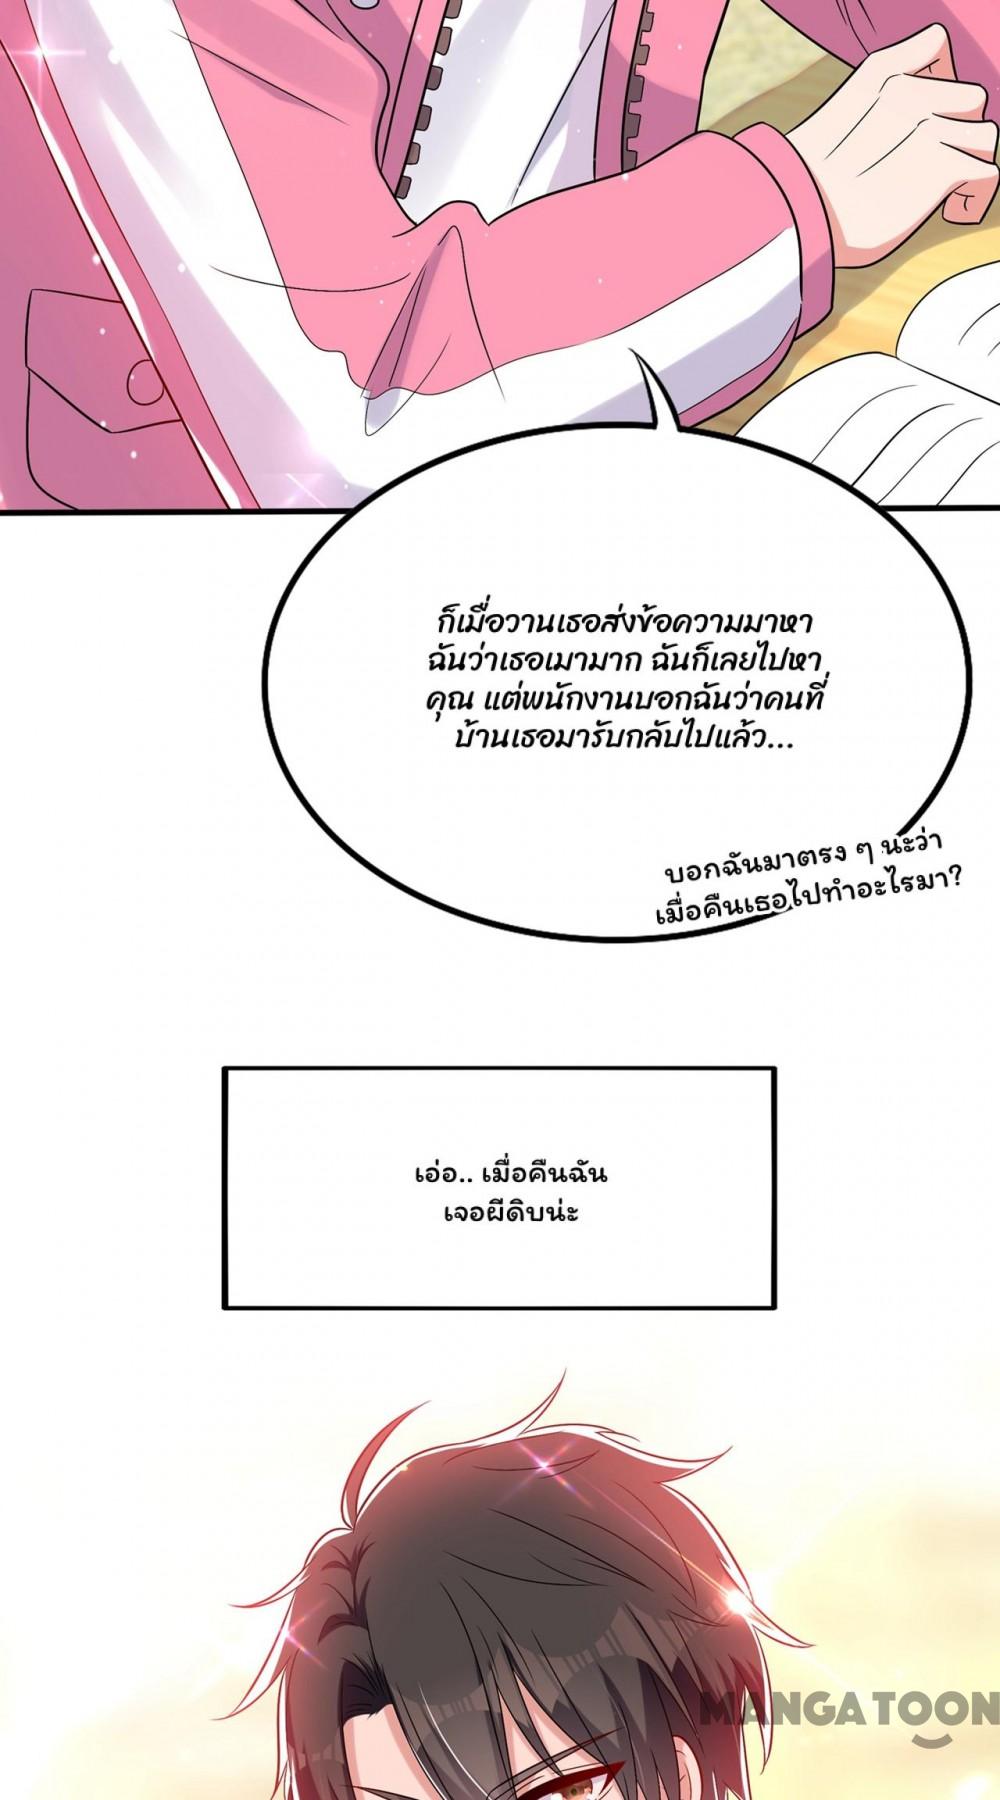 ก็เมื่อวานเธอส่งข้อความมาหา
ฉันว่าเธอเมามาก ฉันก็เลยไปหา
คุณ แต่พนักงานบอกฉันว่าคนที่
บ้านเธอมารับกลับไปแล้ว...
บอกฉันมาตรง ๆ นะว่า
เมื่อคืนเธอไปทำอะไรมา?
เอ่อ.. เมื่อคืนฉัน
เจอผีดิบน่ะ
MANGATOON